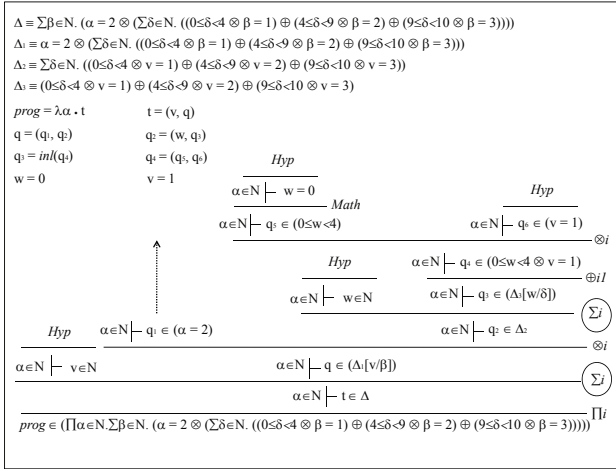 Δ ≡ ∑β∈N. (α = 2 ⊗ (∑δ∈N. ((0≤δ<4 ⊗ β = 1) ⊕ (4≤δ<9 ⊗ β = 2) ⊕ (9≤δ<10 ⊗ β = 3))))
Δ₁ ≡ α = 2 ⊗ (∑δ∈N. ((0≤δ<4 ⊗ β = 1) ⊕ (4≤δ<9 ⊗ β = 2) ⊕ (9≤δ<10 ⊗ β = 3)))
Δ₂ ≡ ∑δ∈N. ((0≤δ<4 ⊗ v = 1) ⊕ (4≤δ<9 ⊗ v = 2) ⊕ (9≤δ<10 ⊗ v = 3))
Δ₃ ≡ (0≤δ<4 ⊗ v = 1) ⊕ (4≤δ<9 ⊗ v = 2) ⊕ (9≤δ<10 ⊗ v = 3)
prog = λα • t t = (v, q)
q = (q₁, q₂) q₂ = (w, q₃)
q₃ = inl(q₄) q₄ = (q₅, q₆)
w = 0 v = 1
Hyp
α∈N ├ w = 0 Math Hyp
α∈N ├ q₅ ∈ (0≤w<4) α∈N ├ q₆ ∈ (v = 1)
⊗i
Hyp α∈N ├ q₄ ∈ (0≤w<4 ⊗ v = 1)
⊕i1
α∈N ├ w∈N α∈N ├ q₃ ∈ (Δ₃[w/δ])
∑i
Hyp α∈N ├ q₁ ∈ (α = 2) α∈N ├ q₂ ∈ Δ₂
⊗i
α∈N ├ v∈N α∈N ├ q ∈ (Δ₁[v/β])
∑i
α∈N ├ t ∈ Δ
∏i
prog ∈ (∏α∈N.∑β∈N. (α = 2 ⊗ (∑δ∈N. ((0≤δ<4 ⊗ β = 1) ⊕ (4≤δ<9 ⊗ β = 2) ⊕ (9≤δ<10 ⊗ β = 3)))))